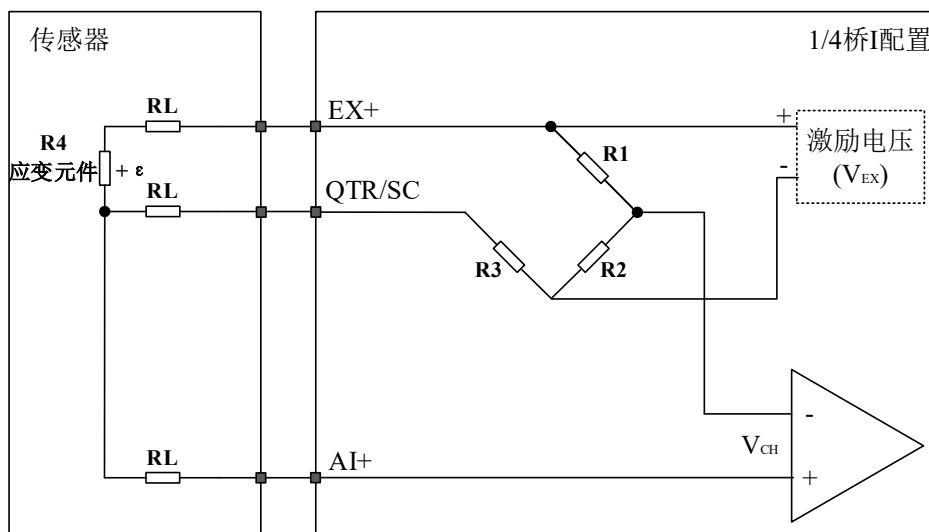 传感器
1/4桥I配置
RL
EX+
+
激励电压
(VEX)
-
R1
R4
应变元件
+ ε
RL
QTR/SC
R3
R2
-
VCH
RL
AI+
+